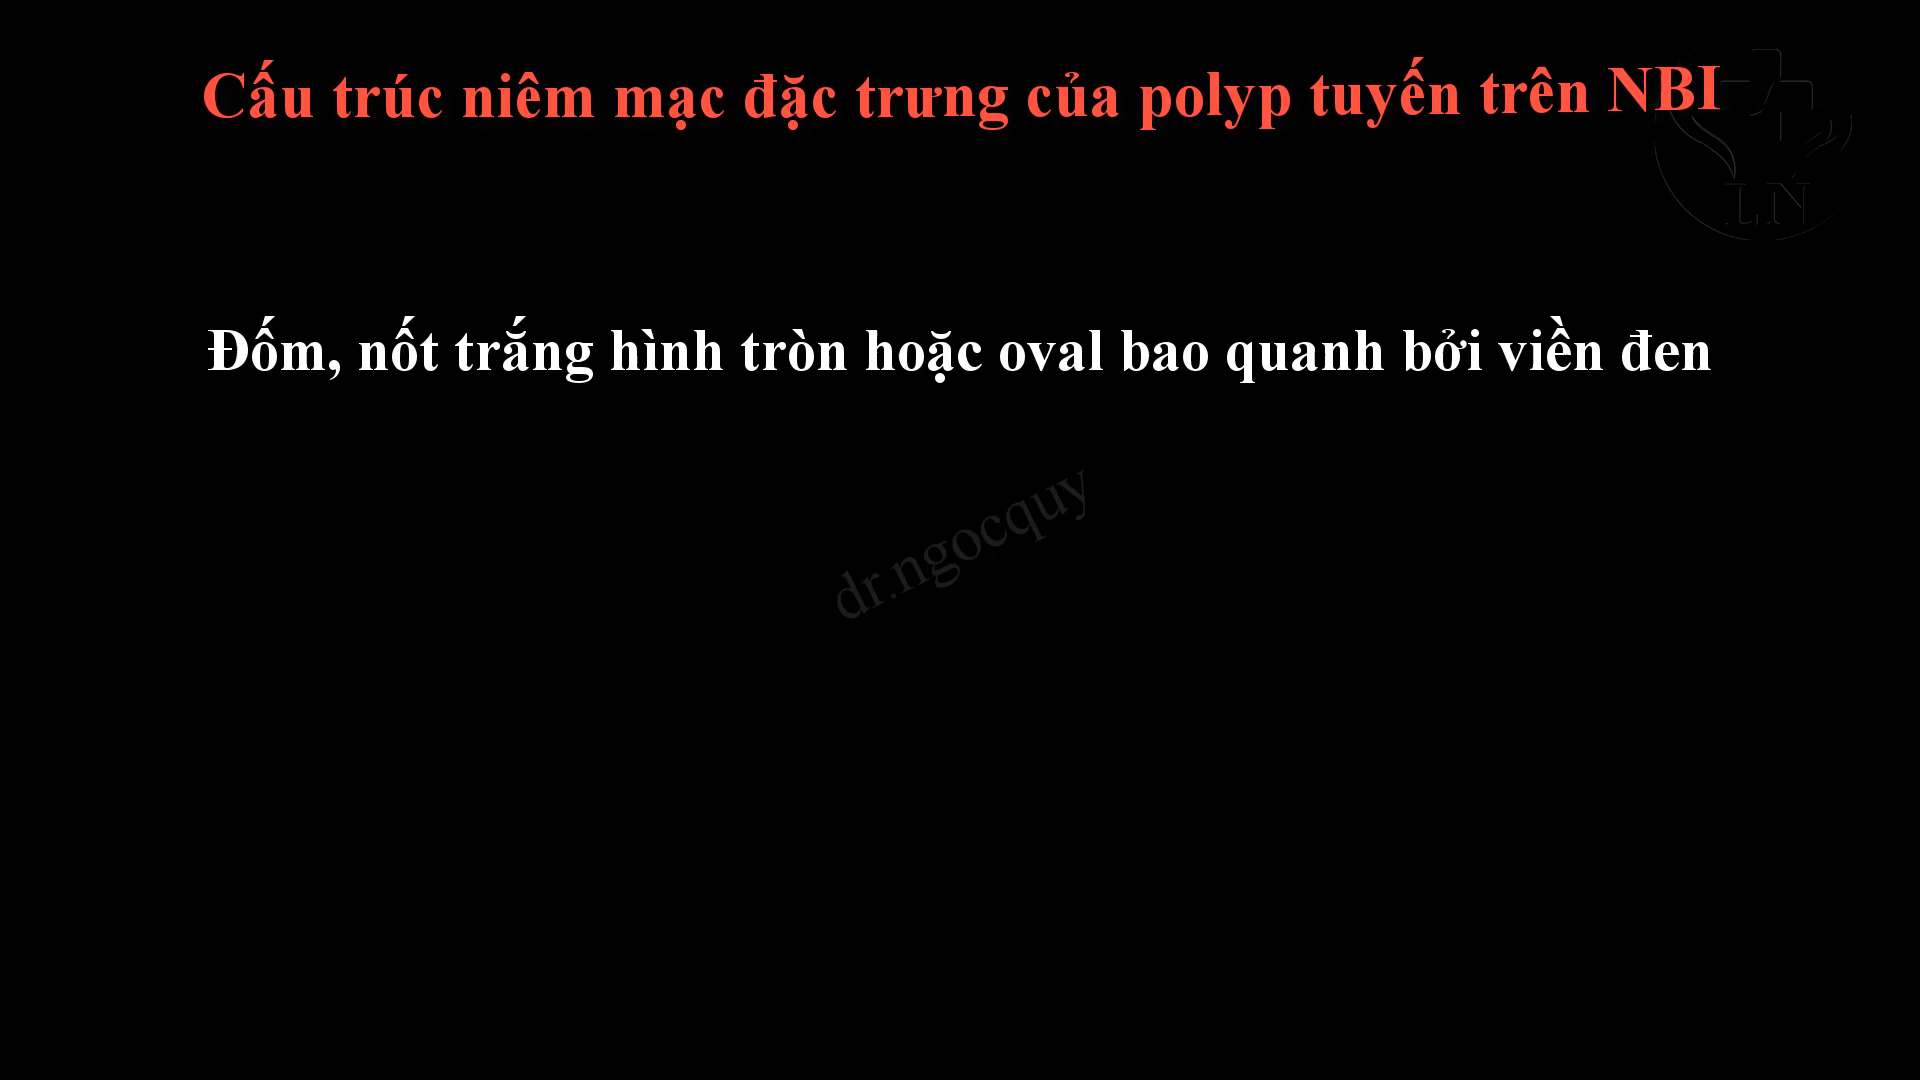 Cấu trúc niêm mạc đặc trưng của polyp tuyến trên NBI
LN
Đốm, nốt trắng hình tròn hoặc oval bao quanh bởi viền đen
dr.ngocquy